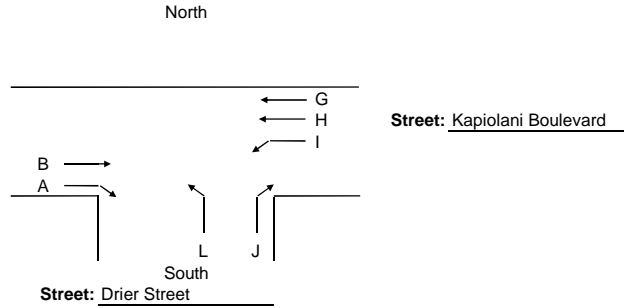 North
G
H
Street: Kapiolani Boulevard
I
B
A
L J
South
Street: Drier Street